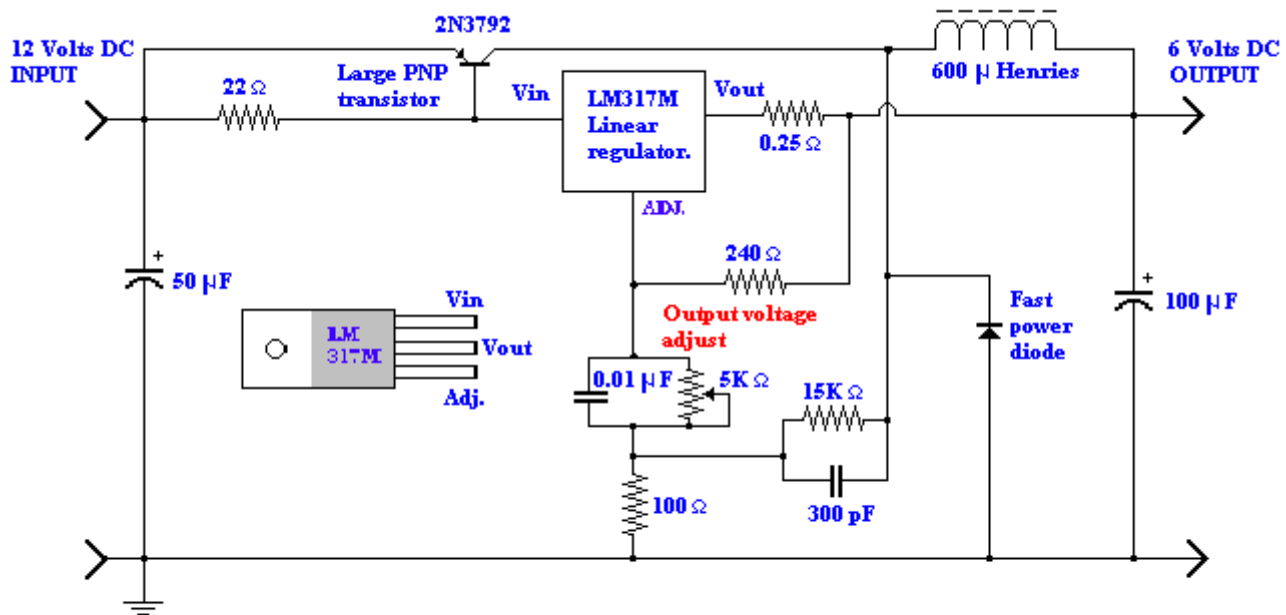 2N3792
12 Volts DC
INPUT
6 Volts DC
OUTPUT
600 µ Henries
Large PNP
transistor
22 Ω
Vin
LM317M
Linear
regulator.
Vout
0.25 Ω
ADJ.
240 Ω
+
50 µF
Vin
LM
317M
Vout
Adj.
Output voltage
adjust
0.01 µF
5K Ω
15K Ω
Fast
power
diode
+
100 µF
100 Ω
300 pF